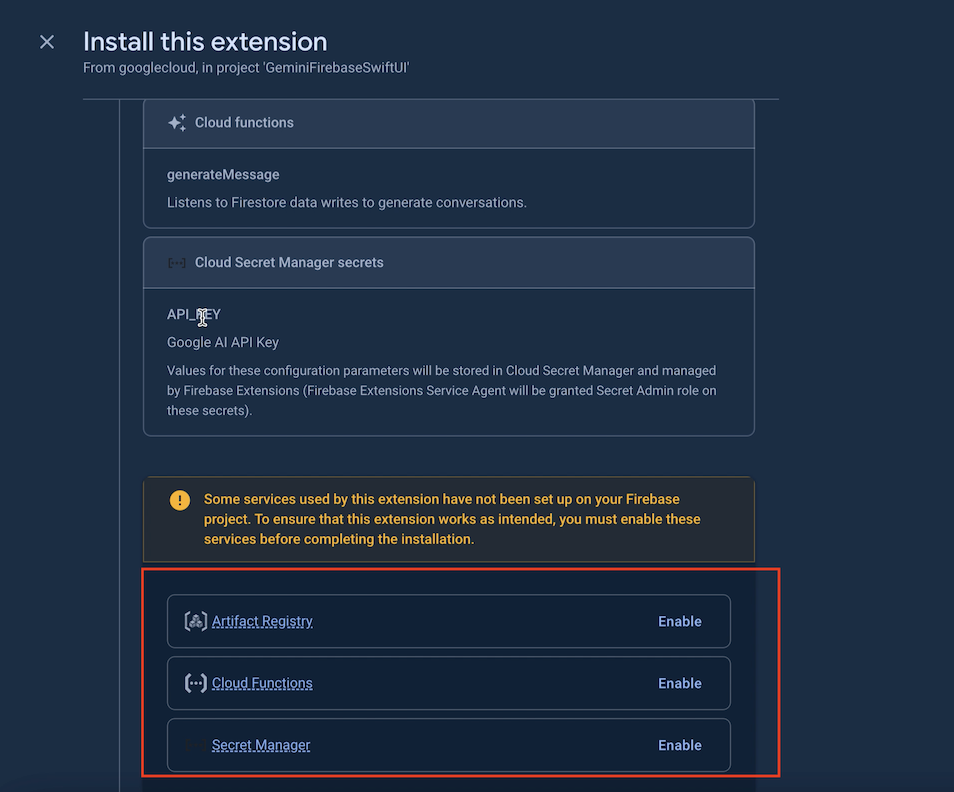 Install this extension
From googlecloud, in project 'GeminiFirebaseSwiftUI'
Cloud functions
generateMessage
Listens to Firestore data writes to generate conversations.
Cloud Secret Manager secrets
API_KEY
Google AI API Key
Values for these configuration parameters will be stored in Cloud Secret Manager and managed
by Firebase Extensions (Firebase Extensions Service Agent will be granted Secret Admin role on
these secrets).
Some services used by this extension have not been set up on your Firebase
project. To ensure that this extension works as intended, you must enable these
services before completing the installation.
Artifact Registry Enable
Cloud Functions Enable
Secret Manager Enable